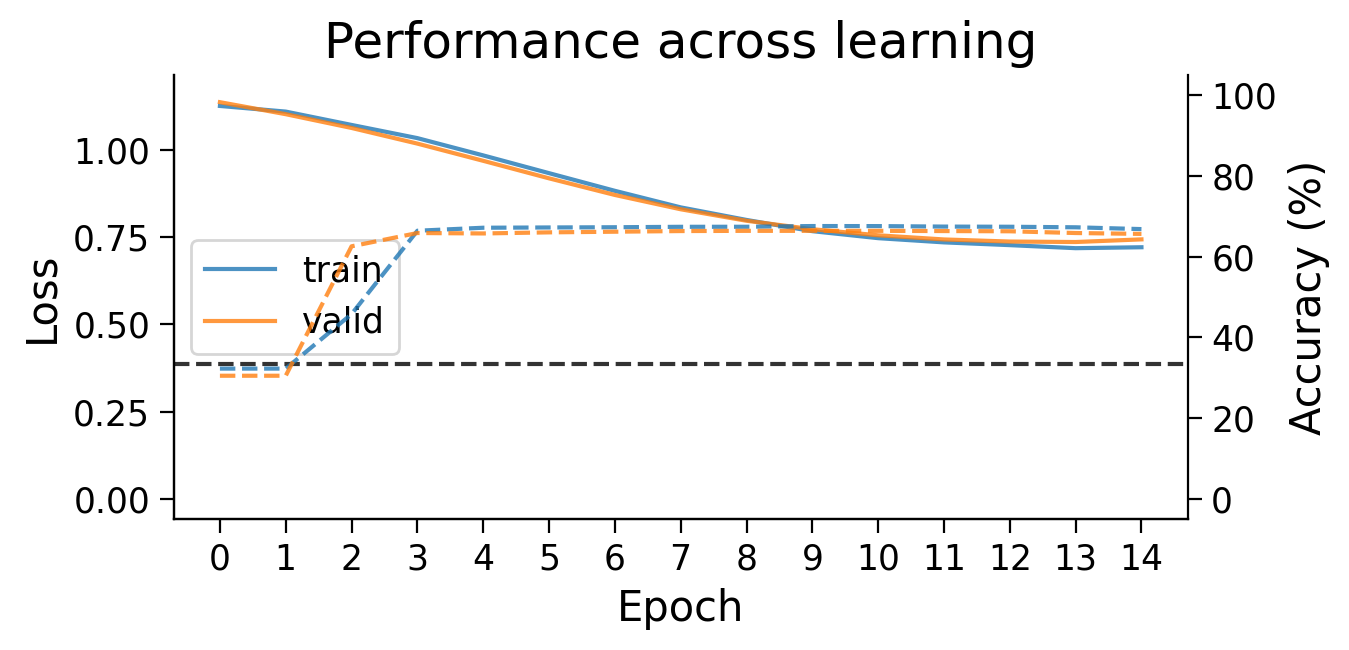 Performance across learning
Loss
1.00
0.75
0.50
0.25
0.00
train
valid
100
80
60
40
20
0
Accuracy (%)
0 1 2 3 4 5 6 7 8 9 10 11 12 13 14
Epoch